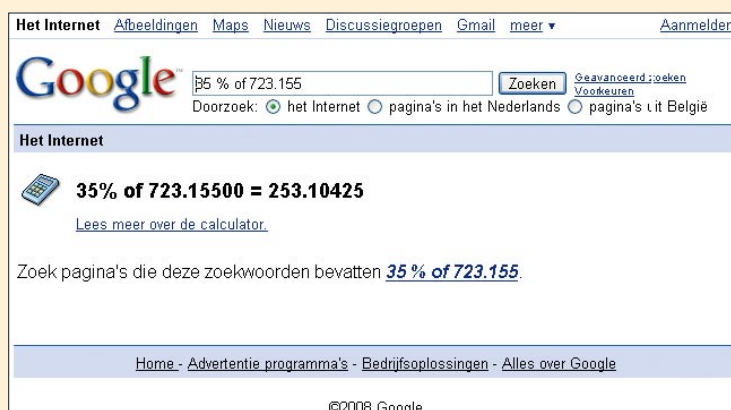 Het Internet Afbeeldingen Maps Nieuws Discussiegroepen Gmail meer ▼ Aanmelden
Google™ 35 % of 723.155 Zoeken Geavanceerd zoeken
Voorkeuren
Doorzoek: het Internet pagina's in het Nederlands pagina's uit België
Het Internet
35% of 723.15500 = 253.10425
Lees meer over de calculator.
Zoek pagina's die deze zoekwoorden bevatten 35 % of 723.155.
Home - Advertentie programma's - Bedrijfsoplossingen - Alles over Google
©2008 Google